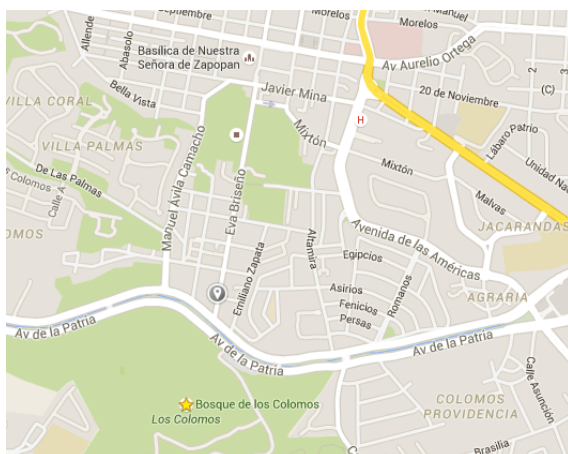 Septiembre
Manuel
Morelos
Morelos
Allende
Abasolo
Basílica de Nuestra
Señora de Zapopan
Av Aurelio Ortega
Bella Vista
Javier Mina
20 de Noviembre
2
3
(C)
VILLA CORAL
Mixtón
H
Lábaro Patrio
Unidad Nac
VILLA PALMAS
Mixtón
De Las Palmas
Colomos
Calle A.
Manuel Ávila Camacho
Eva Briseño
Malvas
OMOS
Altamira
Avenida de las Américas
JACARANDAS
Emiliano Zapata
Egipcios
Asirios
Fenicios
Persas
Romanos
AGRARIA
Av de la Patria
Av de la Patria
Av de la Patria
Calle Asunción
Bosque de los Colomos
Los Colomos
COLOMOS
PROVIDENCIA
Brasilia
C